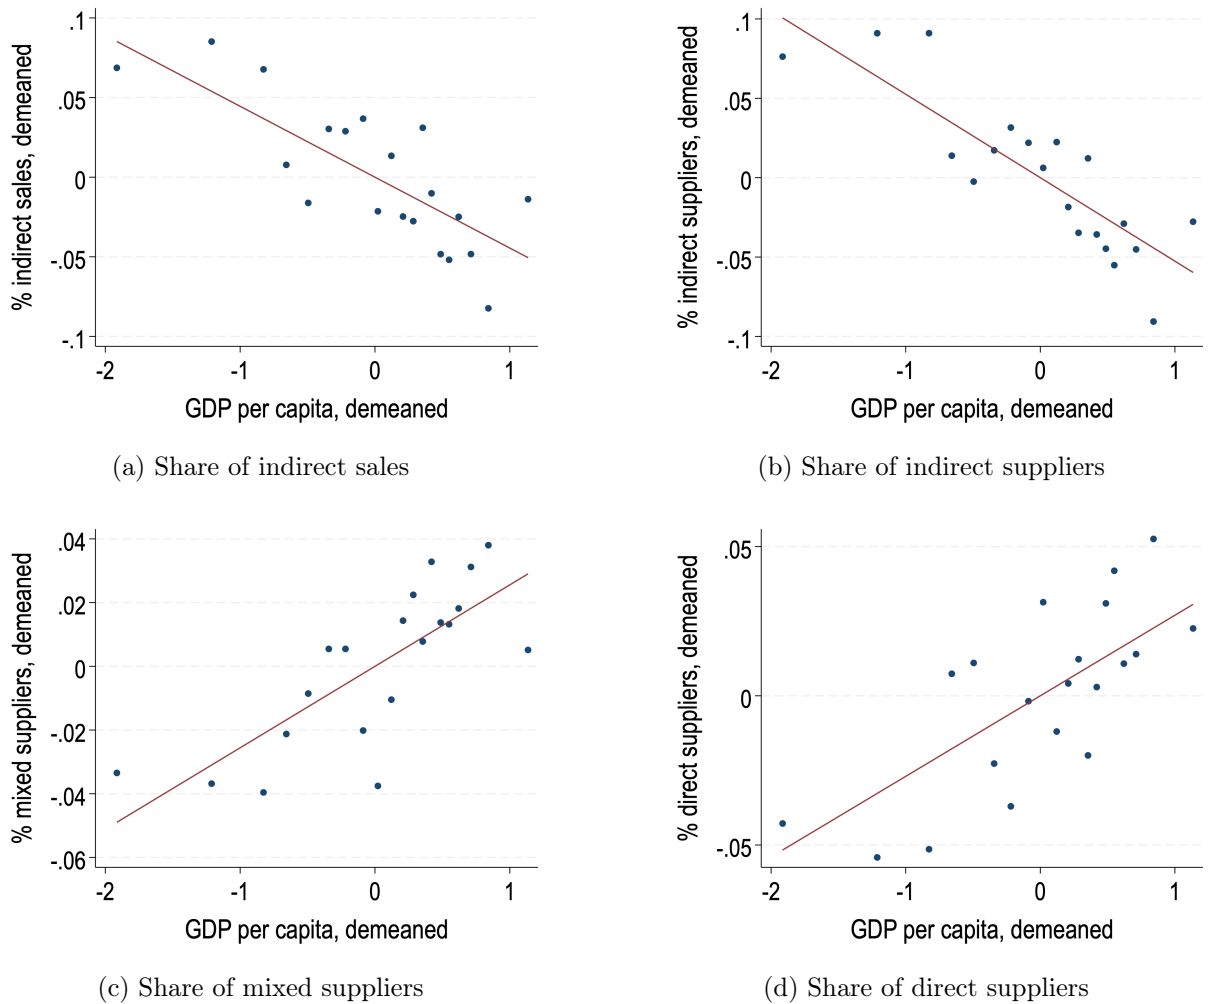 % indirect sales, demeaned
.1
.05
0
-.05
-.1
-2 -1 0 1
GDP per capita, demeaned
(a) Share of indirect sales
% indirect suppliers, demeaned
.1
.05
0
-.05
-.1
-2 -1 0 1
GDP per capita, demeaned
(b) Share of indirect suppliers
% mixed suppliers, demeaned
.04
.02
0
-.02
-.04
-.06
-2 -1 0 1
GDP per capita, demeaned
(c) Share of mixed suppliers
% direct suppliers, demeaned
.05
0
-.05
-2 -1 0 1
GDP per capita, demeaned
(d) Share of direct suppliers